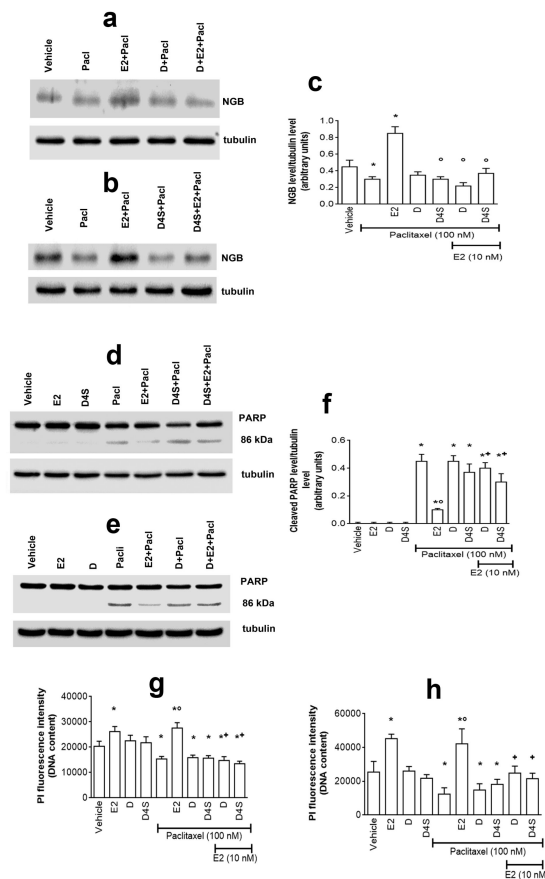 a
Vehicle
Pacl
E2+Pacl
D+Pacl
D+E2+Pacl
NGB
tubulin
b
Vehicle
Pacl
E2+Pacl
D4S+Pacl
D4S+E2+Pacl
NGB
tubulin
c
NGB level/tubulin level
(arbitrary units)
1.0
0.8
0.6
0.4
0.2
0.0
*
*
°
°
°
Vehicle
E2
D
D4S
D
D4S
Paclitaxel (100 nM)
E2 (10 nM)
d
Vehicle
E2
D4S
Pacl
E2+Pacl
D4S+Pacl
D4S+E2+Pacl
PARP
86 kDa
tubulin
e
Vehicle
E2
D
Pacli
E2+Pacl
D+Pacl
D+E2+Pacl
PARP
86 kDa
tubulin
f
Cleaved PARP level/tubulin
level
(arbitrary units)
0.6
0.4
0.2
0.0
*
*°
*
*
*+
*+
Vehicle
E2
D
D4S
E2
D
D4S
D
D4S
Paclitaxel (100 nM)
E2 (10 nM)
g
PI fluorescence intensity
(DNA content)
40000
30000
20000
10000
0
*
*
*°
*
*
*+
*+
Vehicle
E2
D
D4S
E2
D
D4S
D
D4S
Paclitaxel (100 nM)
E2 (10 nM)
h
PI fluorescence intensity
(DNA content)
60000
40000
20000
0
*
*
*°
*
*
+
+
Vehicle
E2
D
D4S
E2
D
D4S
D
D4S
Paclitaxel (100 nM)
E2 (10 nM)